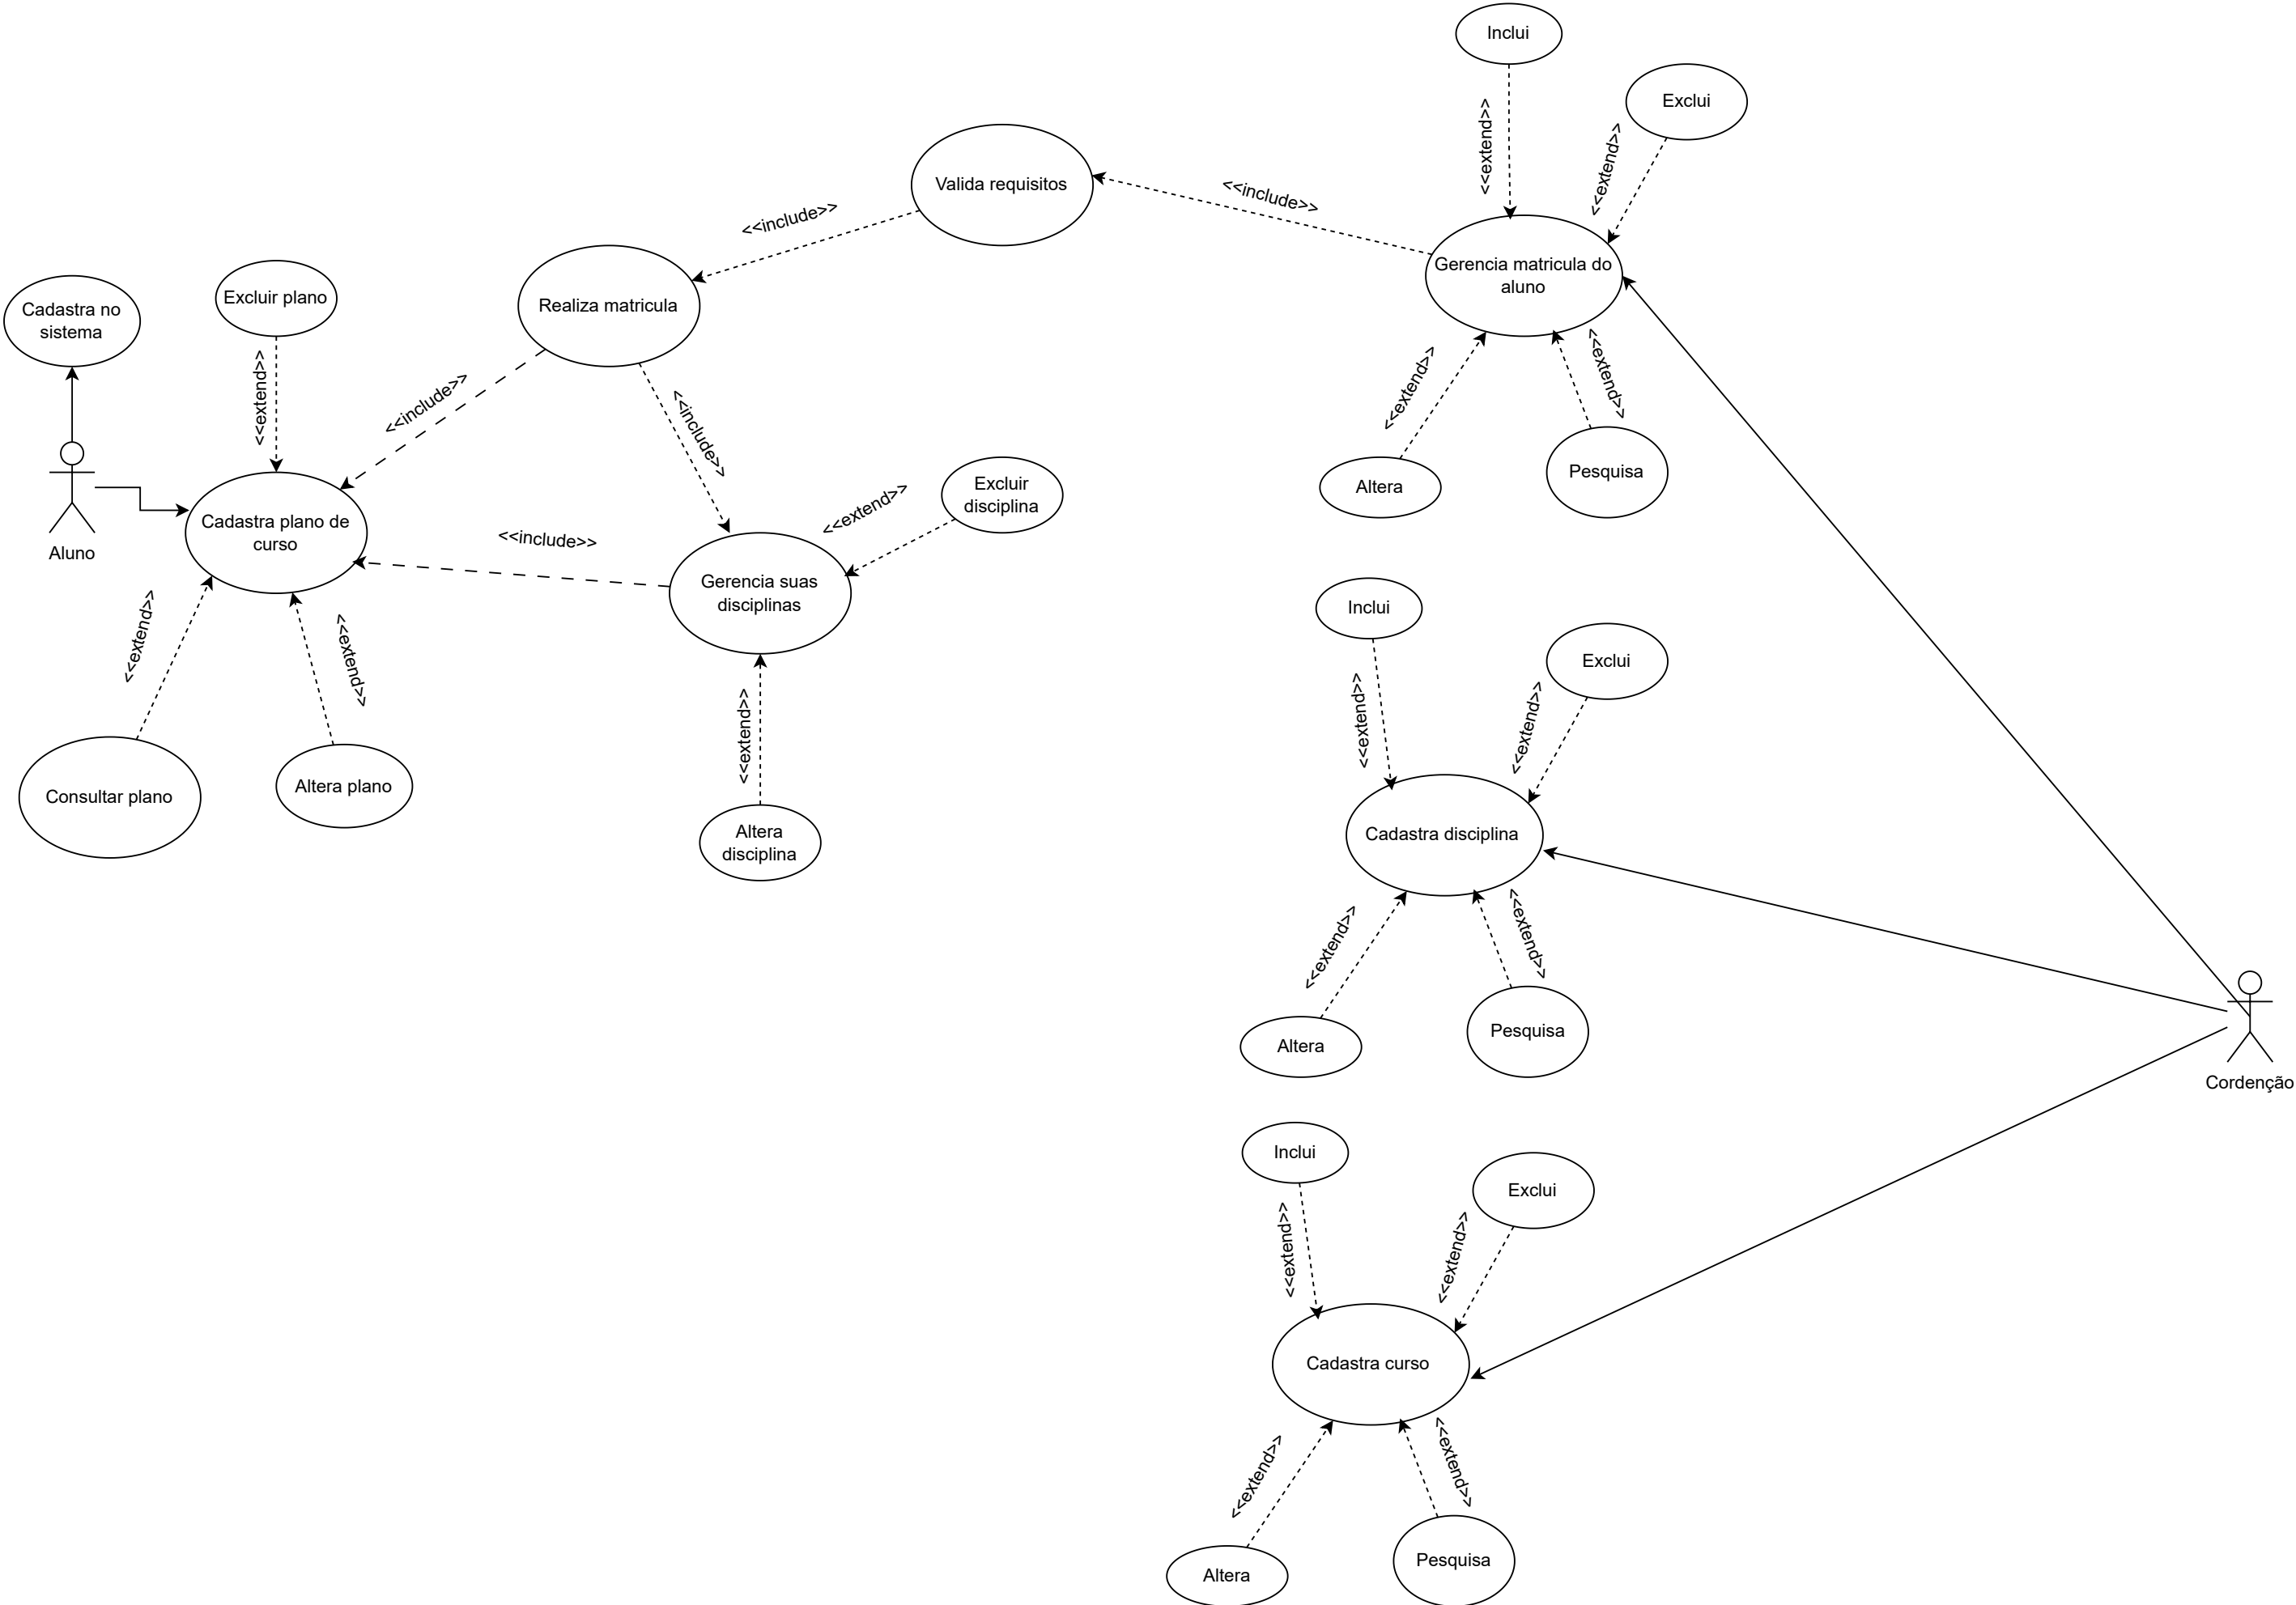 Inclui
Exclui
<<extend>>
<<extend>>
Valida requisitos
<<include>>
<<include>>
Gerencia matricula do
aluno
Realiza matricula
Excluir plano
Cadastra no
sistema
<<extend>>
<<include>>
<<include>>
<<extend>>
<<extend>>
Altera
Pesquisa
Excluir
disciplina
<<extend>>
Cadastra plano de
curso
Aluno
<<include>>
Gerencia suas
disciplinas
<<extend>>
<<extend>>
<<extend>>
Consultar plano
Altera plano
Altera
disciplina
Inclui
Exclui
<<extend>>
<<extend>>
Cadastra disciplina
<<extend>>
<<extend>>
Altera
Pesquisa
Cordenção
Inclui
Exclui
<<extend>>
<<extend>>
Cadastra curso
<<extend>>
<<extend>>
Altera
Pesquisa